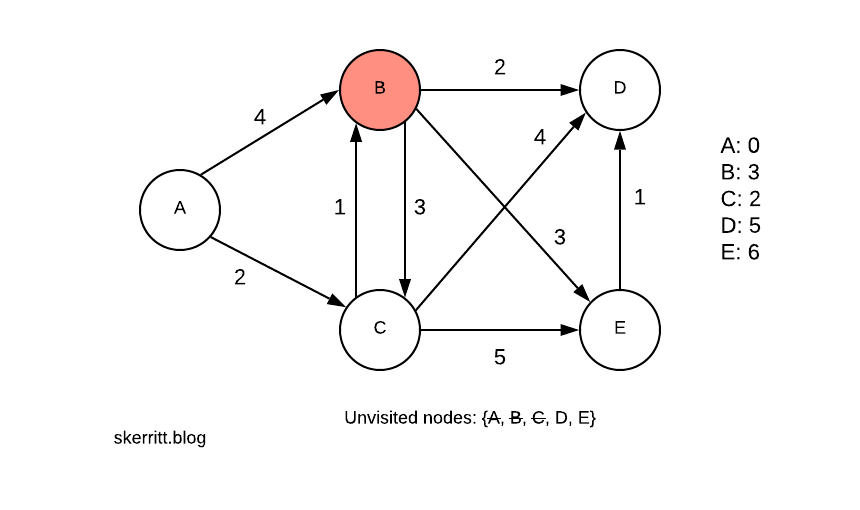 2
B
D
4
4
A: 0
B: 3
C: 2
D: 5
E: 6
A
1
3
1
3
2
C
E
5
Unvisited nodes: {A, B, C, D, E}
skerritt.blog